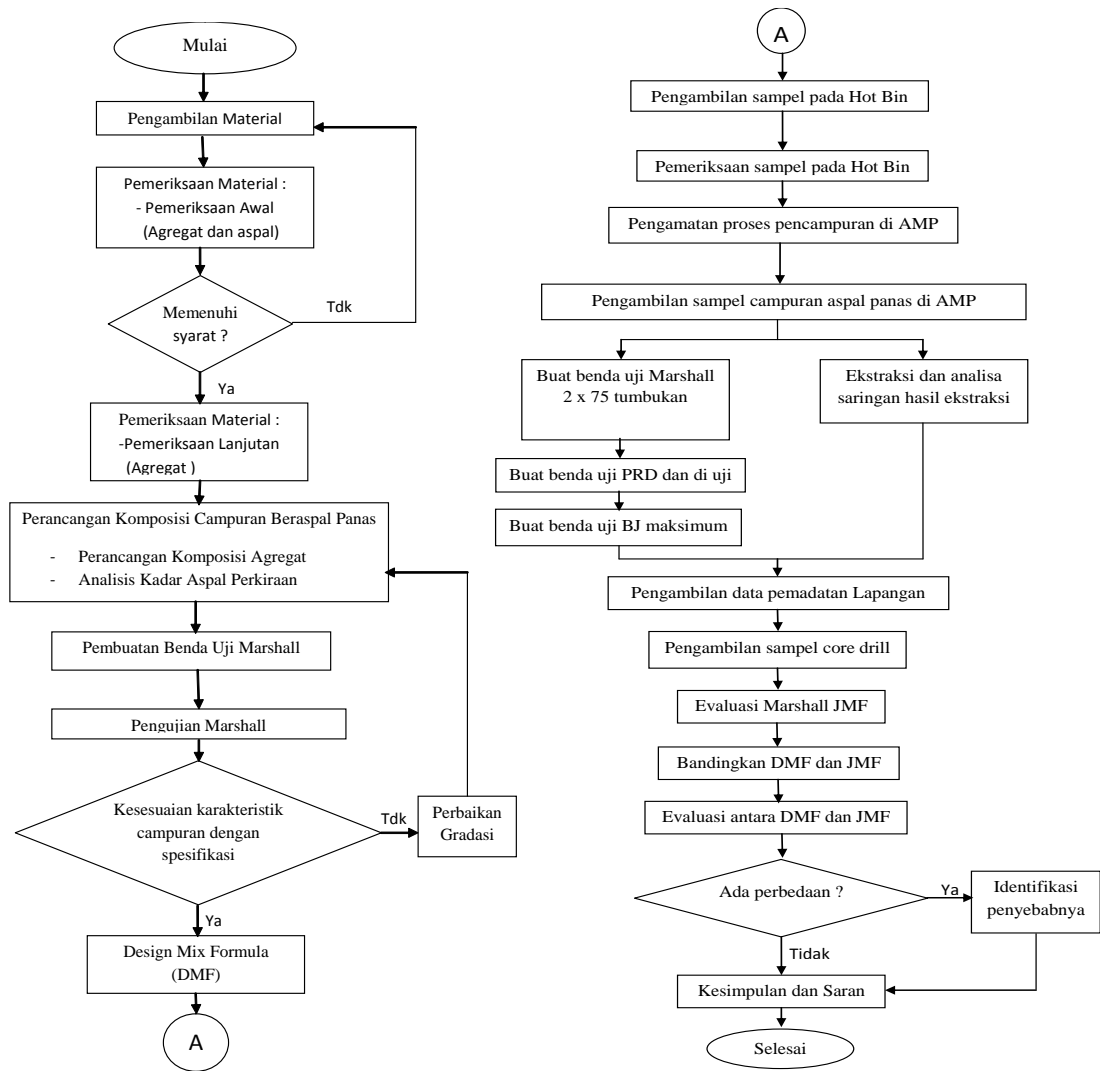 Mulai
Pengambilan Material
Pemeriksaan Material :
- Pemeriksaan Awal
(Agregat dan aspal)
Memenuhi
syarat ?
Tdk
Ya
Pemeriksaan Material :
-Pemeriksaan Lanjutan
(Agregat )
Perancangan Komposisi Campuran Beraspal Panas
- Perancangan Komposisi Agregat
- Analisis Kadar Aspal Perkiraan
Pembuatan Benda Uji Marshall
Pengujian Marshall
Kesesuaian karakteristik
campuran dengan
spesifikasi
Tdk
Perbaikan
Gradasi
Ya
Design Mix Formula
(DMF)
A
A
Pengambilan sampel pada Hot Bin
Pemeriksaan sampel pada Hot Bin
Pengamatan proses pencampuran di AMP
Pengambilan sampel campuran aspal panas di AMP
Buat benda uji Marshall
2 x 75 tumbukan
Ekstraksi dan analisa
saringan hasil ekstraksi
Buat benda uji PRD dan di uji
Buat benda uji BJ maksimum
Pengambilan data pemadatan Lapangan
Pengambilan sampel core drill
Evaluasi Marshall JMF
Bandingkan DMF dan JMF
Evaluasi antara DMF dan JMF
Ada perbedaan ?
Ya
Identifikasi
penyebabnya
Tidak
Kesimpulan dan Saran
Selesai